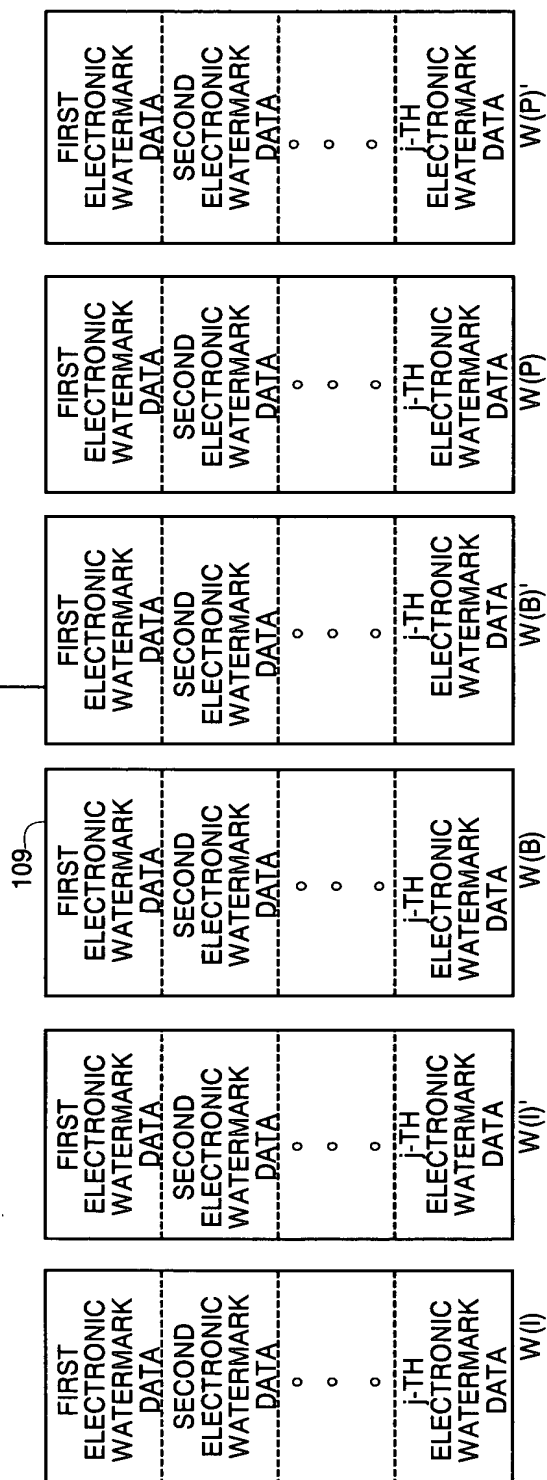 109
FIRST
ELECTRONIC
WATERMARK
DATA
SECOND
ELECTRONIC
WATERMARK
DATA
j-TH
ELECTRONIC
WATERMARK
DATA
W(I)
FIRST
ELECTRONIC
WATERMARK
DATA
SECOND
ELECTRONIC
WATERMARK
DATA
j-TH
ELECTRONIC
WATERMARK
DATA
W(I)'
FIRST
ELECTRONIC
WATERMARK
DATA
SECOND
ELECTRONIC
WATERMARK
DATA
j-TH
ELECTRONIC
WATERMARK
DATA
W(B)
FIRST
ELECTRONIC
WATERMARK
DATA
SECOND
ELECTRONIC
WATERMARK
DATA
j-TH
ELECTRONIC
WATERMARK
DATA
W(B)'
FIRST
ELECTRONIC
WATERMARK
DATA
SECOND
ELECTRONIC
WATERMARK
DATA
j-TH
ELECTRONIC
WATERMARK
DATA
W(P)
FIRST
ELECTRONIC
WATERMARK
DATA
SECOND
ELECTRONIC
WATERMARK
DATA
j-TH
ELECTRONIC
WATERMARK
DATA
W(P)'